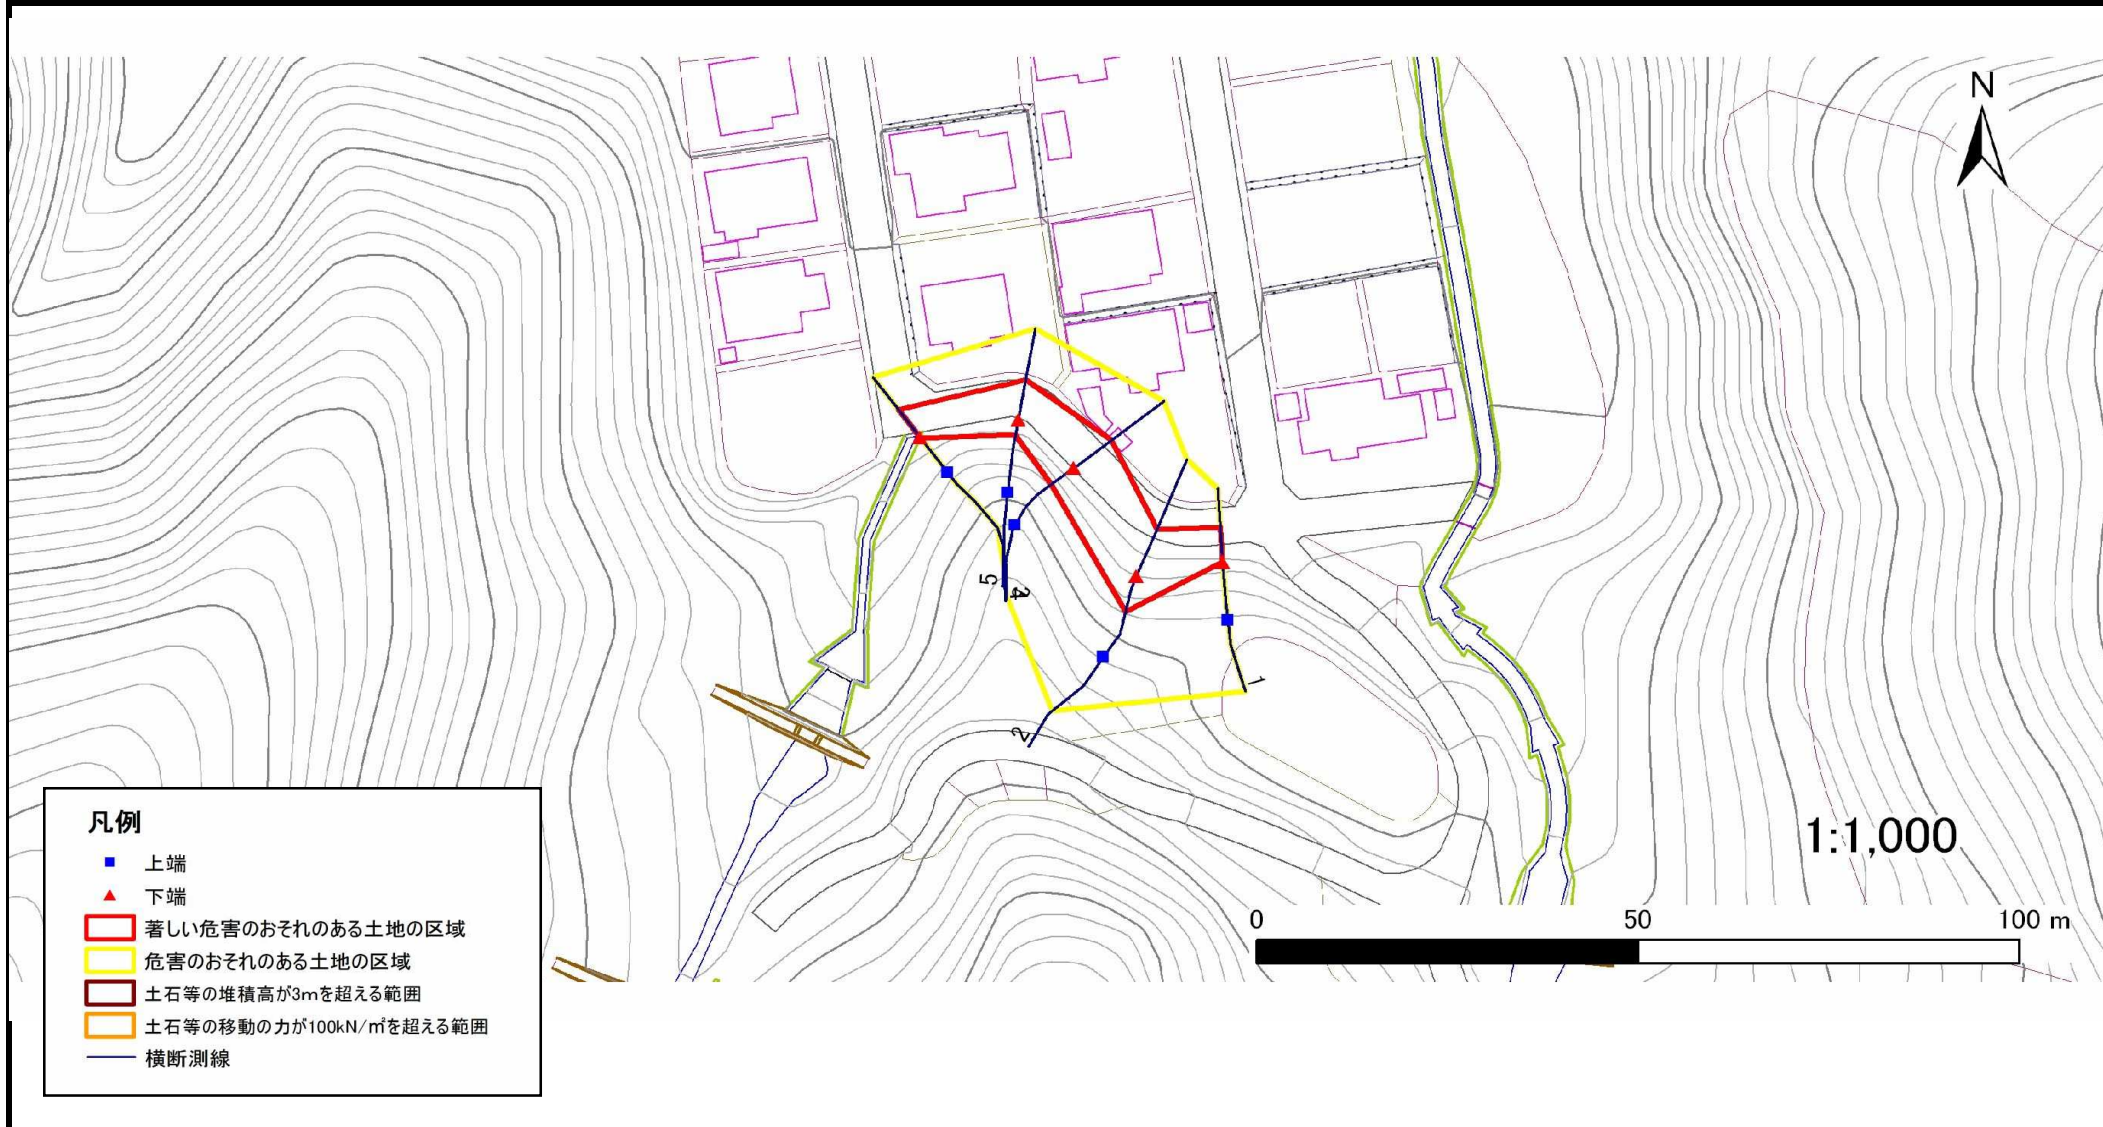 N
5
1
2
1:1,000
0 50 100 m
凡例
上端
下端
著しい危害のおそれのある土地の区域
危害のおそれのある土地の区域
土石等の堆積高が3mを超える範囲
土石等の移動の力が100kN/㎡を超える範囲
横断測線